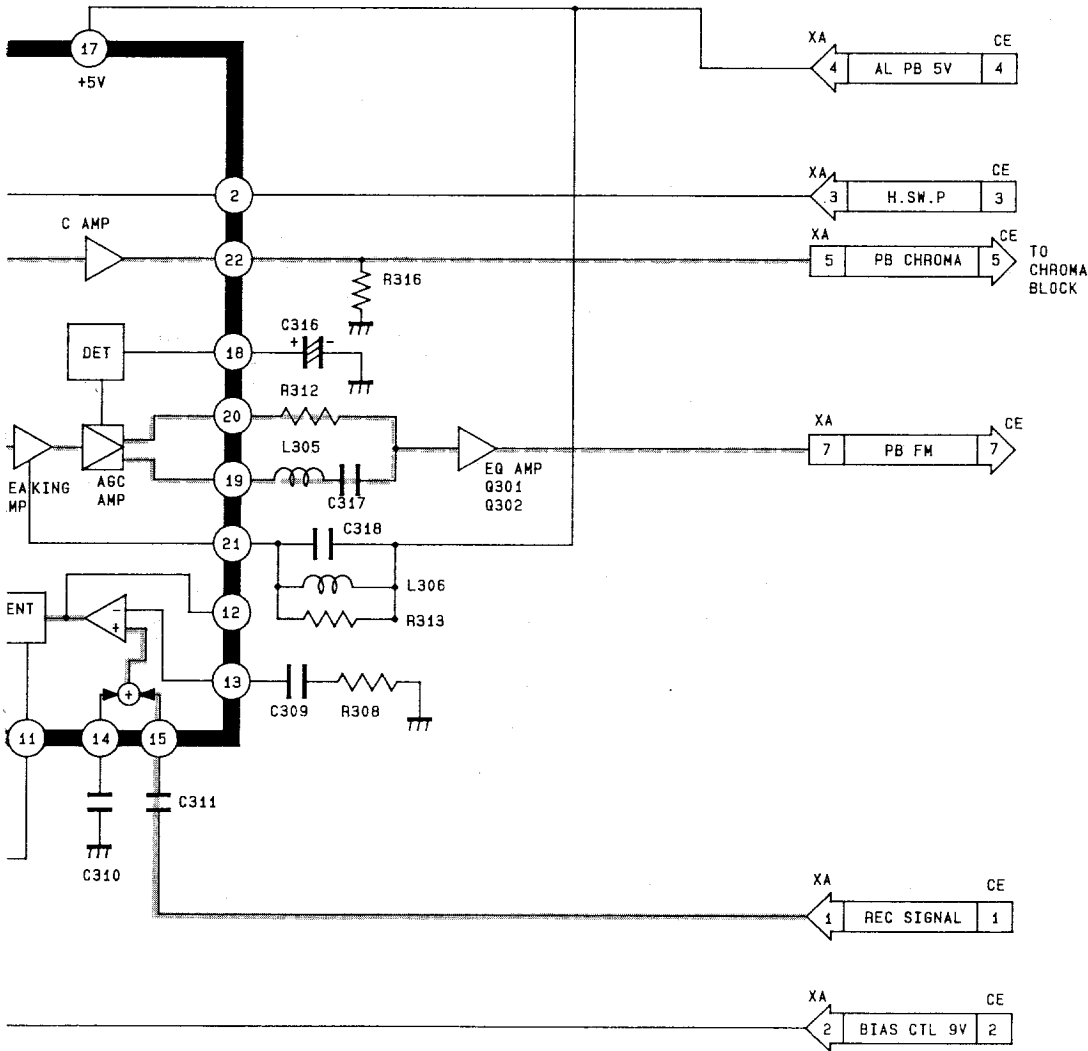 17
+5V
XA CE
4 AL PB 5V 4
2
XA CE
3 H.SW.P 3
C AMP
22
R316
XA CE
5 PB CHROMA 5
TO
CHROMA
BLOCK
DET
18
C316
+ -
R312
20
L305
19
C317
EAKING
MP
AGC
AMP
EQ AMP
Q301
Q302
XA CE
7 PB FM 7
21
C318
L306
R313
12
ENT
-
+
+
13
C309
R308
11
14
15
C311
C310
XA CE
1 REC SIGNAL 1
XA CE
2 BIAS CTL 9V 2